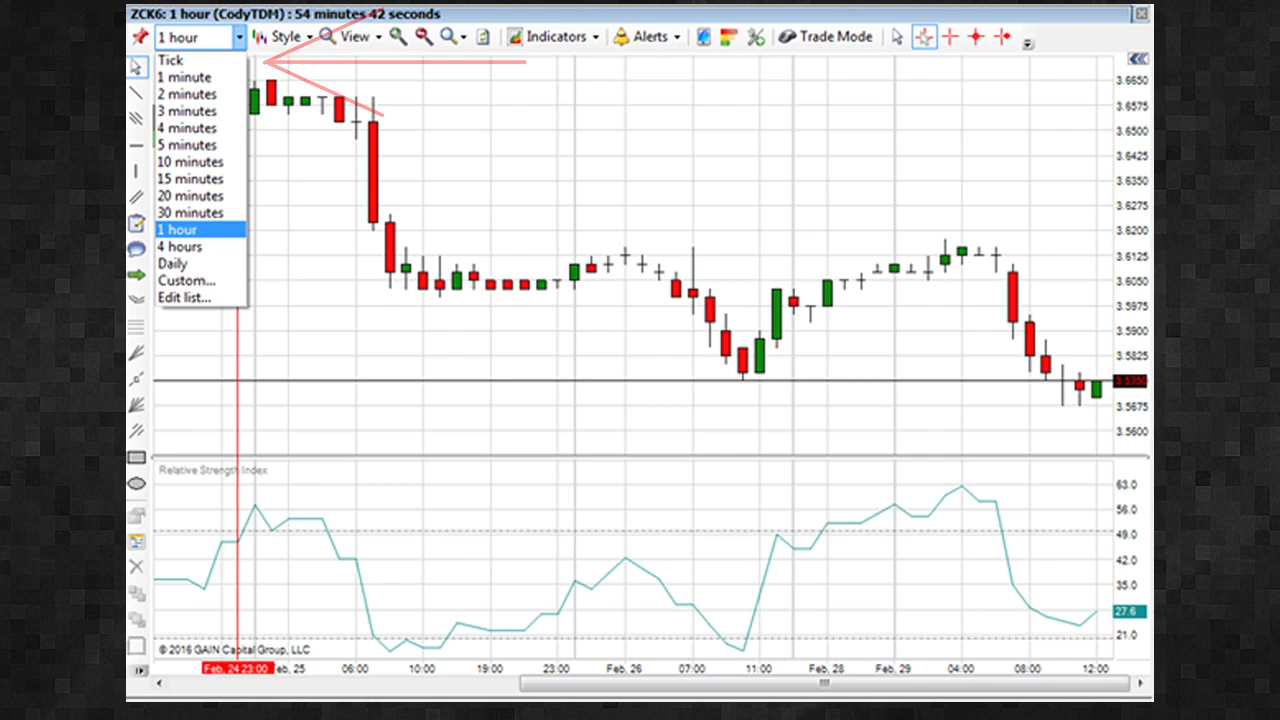 ZCK6: 1 hour (CodyTDM) : 54 minutes 42 seconds
1 hour Style View Indicators Alerts Trade Mode
Tick
1 minute
2 minutes
3 minutes
4 minutes
5 minutes
10 minutes
15 minutes
20 minutes
30 minutes
1 hour
4 hours
Daily
Custom...
Edit list...
3.6650
3.6575
3.6500
3.6425
3.6350
3.6275
3.6200
3.6125
3.6050
3.5975
3.5900
3.5825
3.5750
3.5675
3.5600
Relative Strength Index
63.0
56.0
49.0
42.0
35.0
27.6
21.0
© 2016 GAIN Capital Group, LLC
Feb, 24 23:00 eb, 25 06:00 10:00 19:00 23:00 Feb, 26 07:00 11:00 Feb, 28 Feb, 29 04:00 08:00 12:00